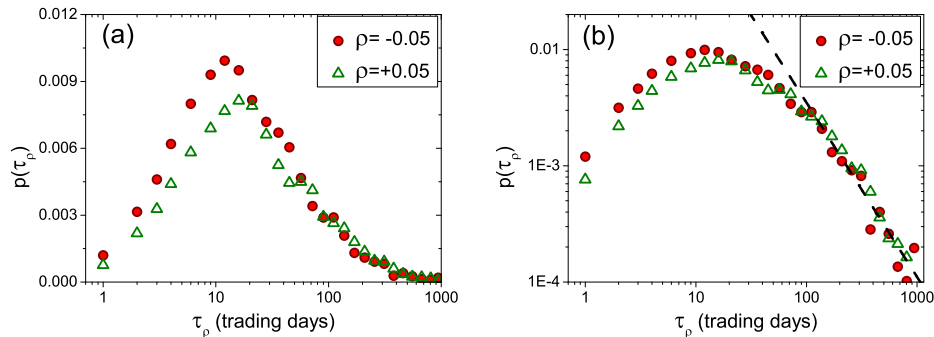 (a)
ρ= -0.05
ρ=+0.05
0.012
0.009
0.006
0.003
0.000
p(τρ)
1
10
100
1000
τρ (trading days)
(b)
ρ= -0.05
ρ=+0.05
0.01
1E-3
1E-4
p(τρ)
1
10
100
1000
τρ (trading days)